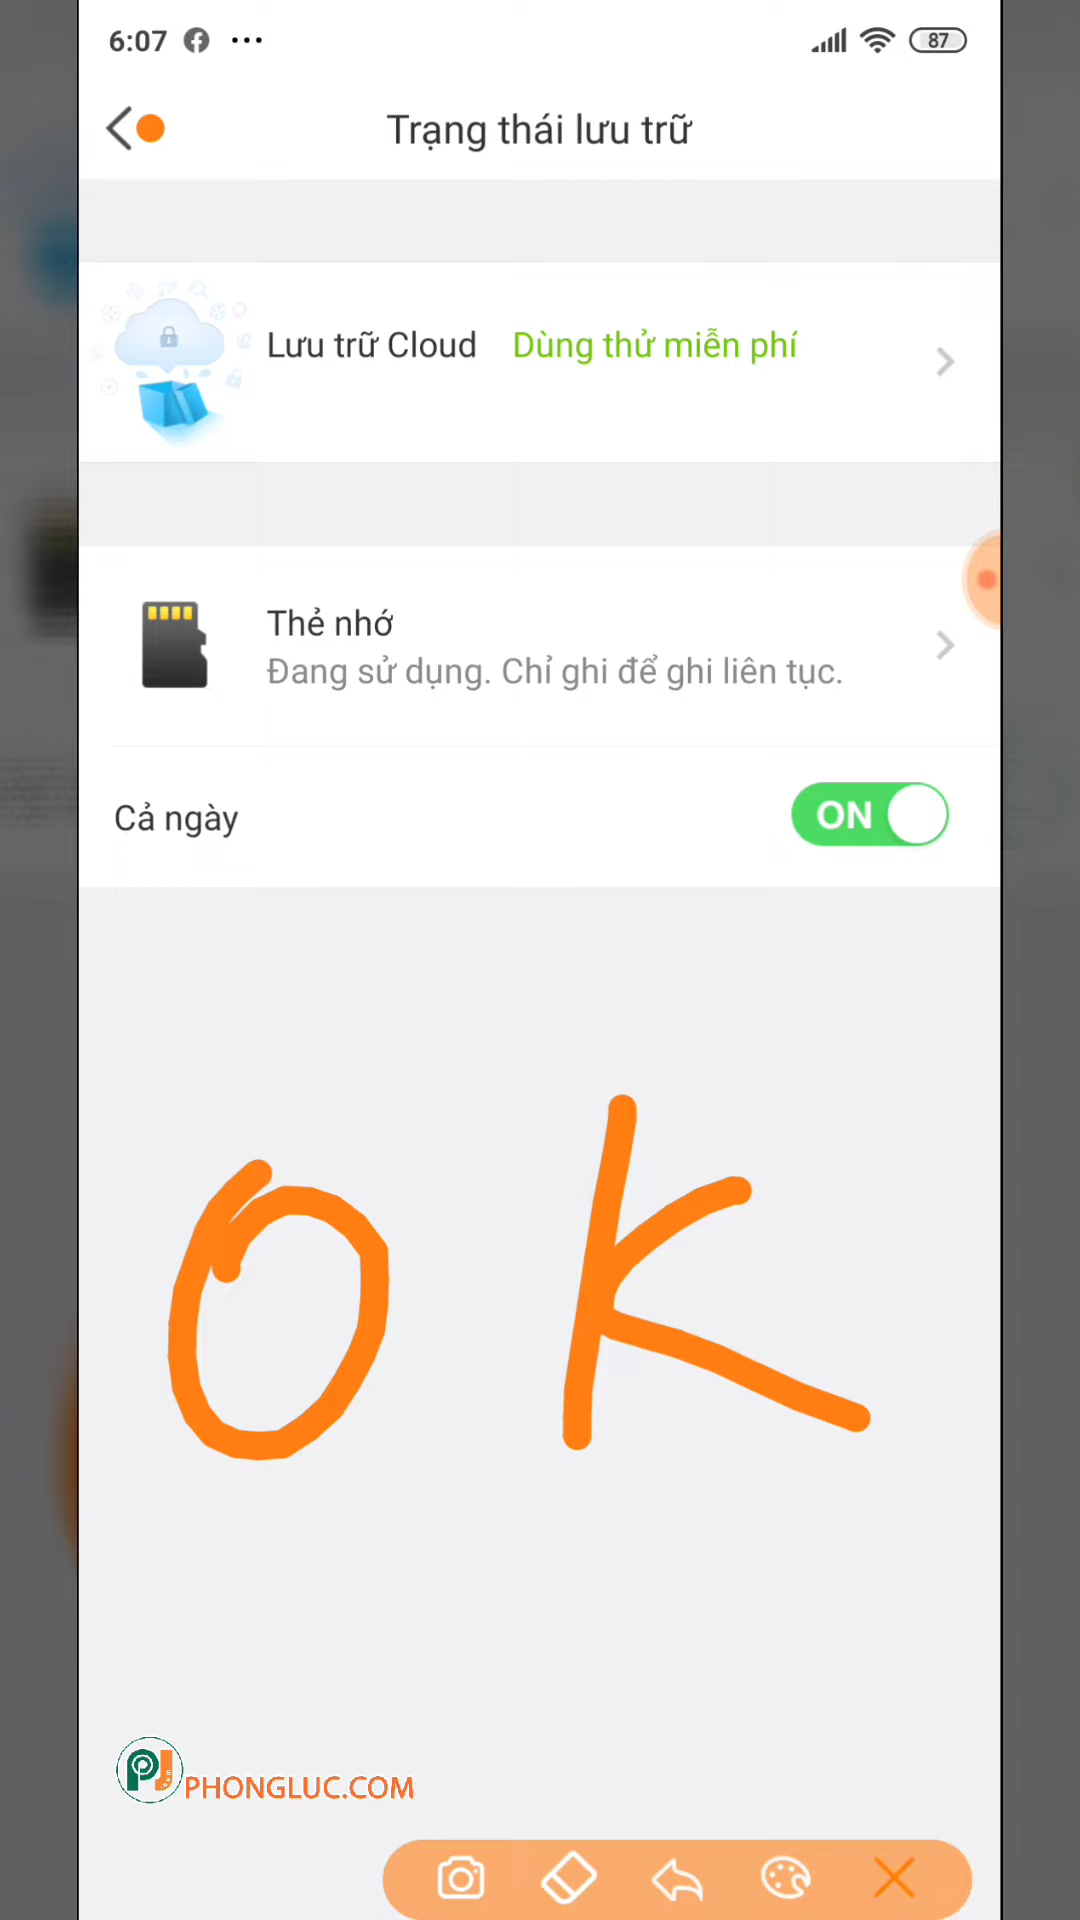 6:07
87
Trạng thái lưu trữ
Lưu trữ Cloud Dùng thử miễn phí
Thẻ nhớ
Đang sử dụng. Chỉ ghi để ghi liên tục.
Cả ngày ON
OK
PJ PHONGLUC.COM